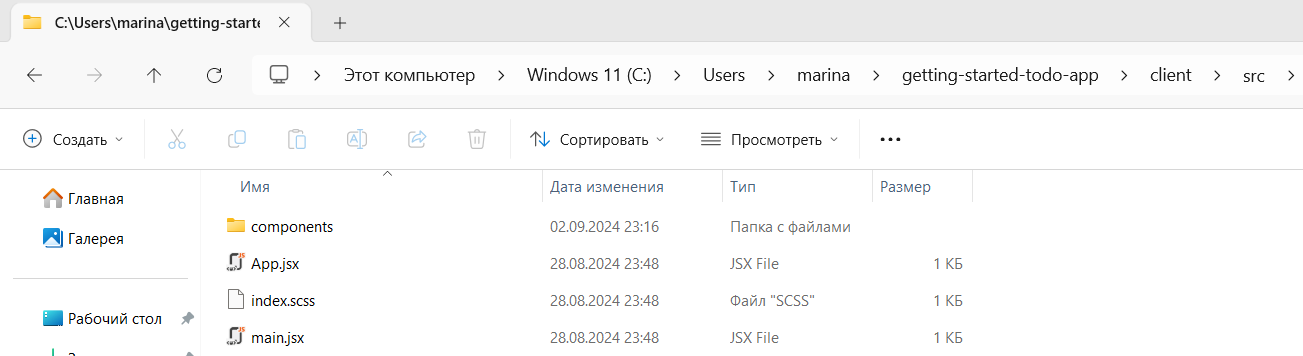 C:\Users\marina\getting-starte
Этот компьютер > Windows 11 (C:) > Users > marina > getting-started-todo-app > client > src >
Создать Сортировать Просмотреть
Имя Дата изменения Тип Размер
Главная
Галерея
Рабочий стол
components 02.09.2024 23:16 Папка с файлами
App.jsx 28.08.2024 23:48 JSX File 1 КБ
index.scss 28.08.2024 23:48 Файл "SCSS" 1 КБ
main.jsx 28.08.2024 23:48 JSX File 1 КБ